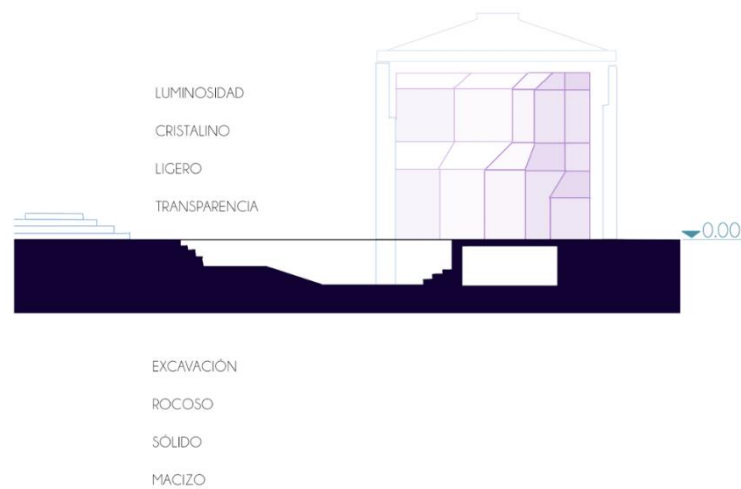 LUMINOSIDAD
CRISTALINO
LIGERO
TRANSPARENCIA
0.00
EXCAVACIÓN
ROCOSO
SÓLIDO
MACIZO